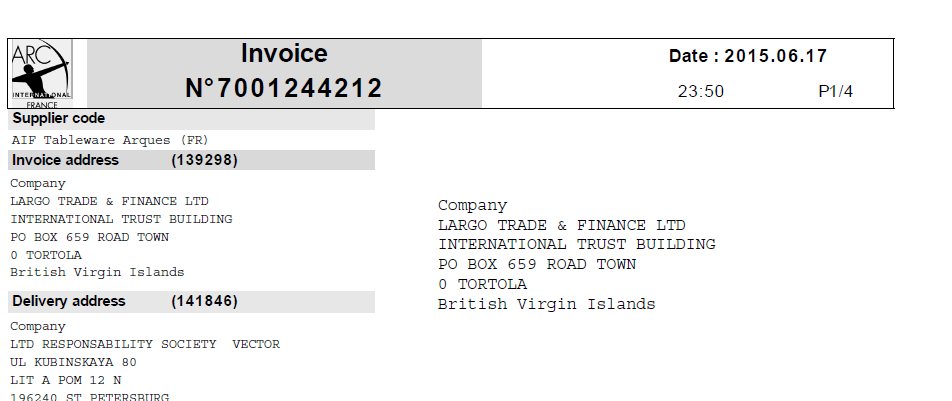 ARC
INTERNATIONAL
FRANCE
Invoice
N°7001244212
Date : 2015.06.17
23:50 P1/4
Supplier code
AIF Tableware Arques (FR)
Invoice address (139298)
Company
LARGO TRADE & FINANCE LTD
INTERNATIONAL TRUST BUILDING
PO BOX 659 ROAD TOWN
0 TORTOLA
British Virgin Islands
Company
LARGO TRADE & FINANCE LTD
INTERNATIONAL TRUST BUILDING
PO BOX 659 ROAD TOWN
0 TORTOLA
British Virgin Islands
Delivery address (141846)
Company
LTD RESPONSABILITY SOCIETY VECTOR
UL KUBINSKAYA 80
LIT A POM 12 N
196240 ST PETERSBURG